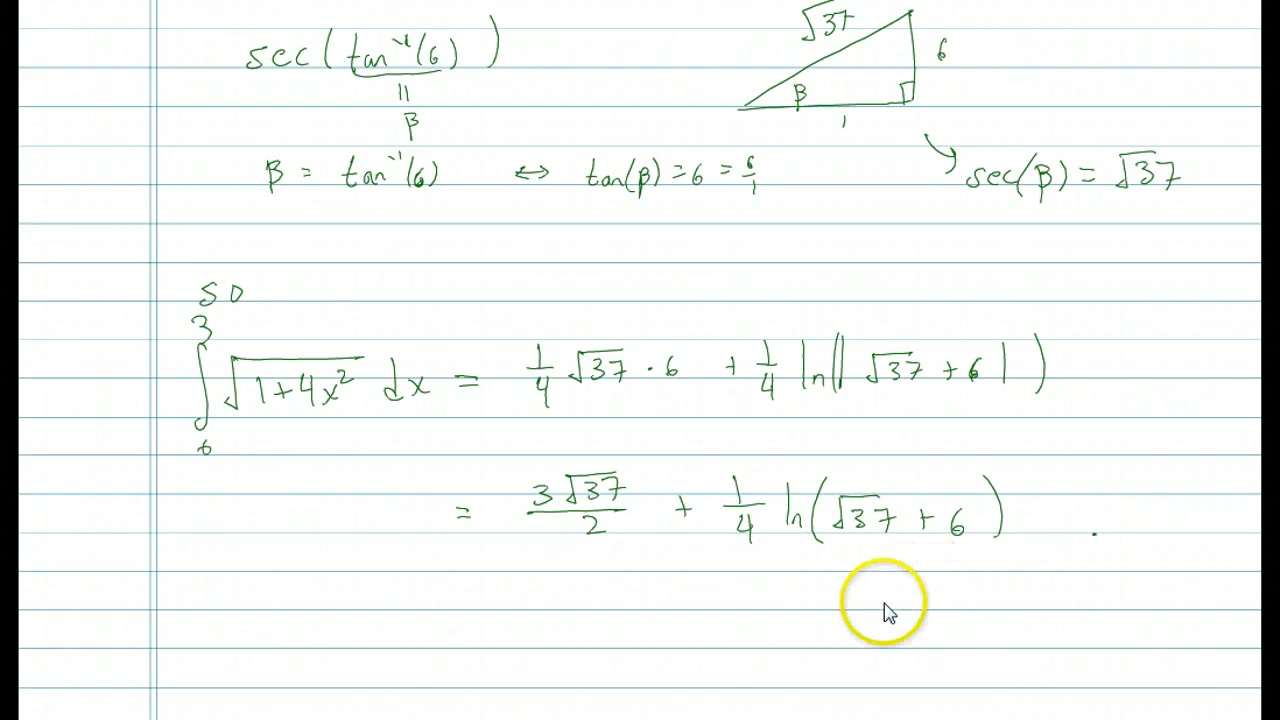 sec(tan⁻¹(6))
√37
6
β
1
||
β
β = tan⁻¹(6) ↔ tan(β) = 6 = 6/1
sec(β) = √37
SO
∫₀³ √(1+4x²) dx = 1/4 √37 · 6 + 1/4 ln(|√37 + 6|)
= 3√37/2 + 1/4 ln(√37 + 6).